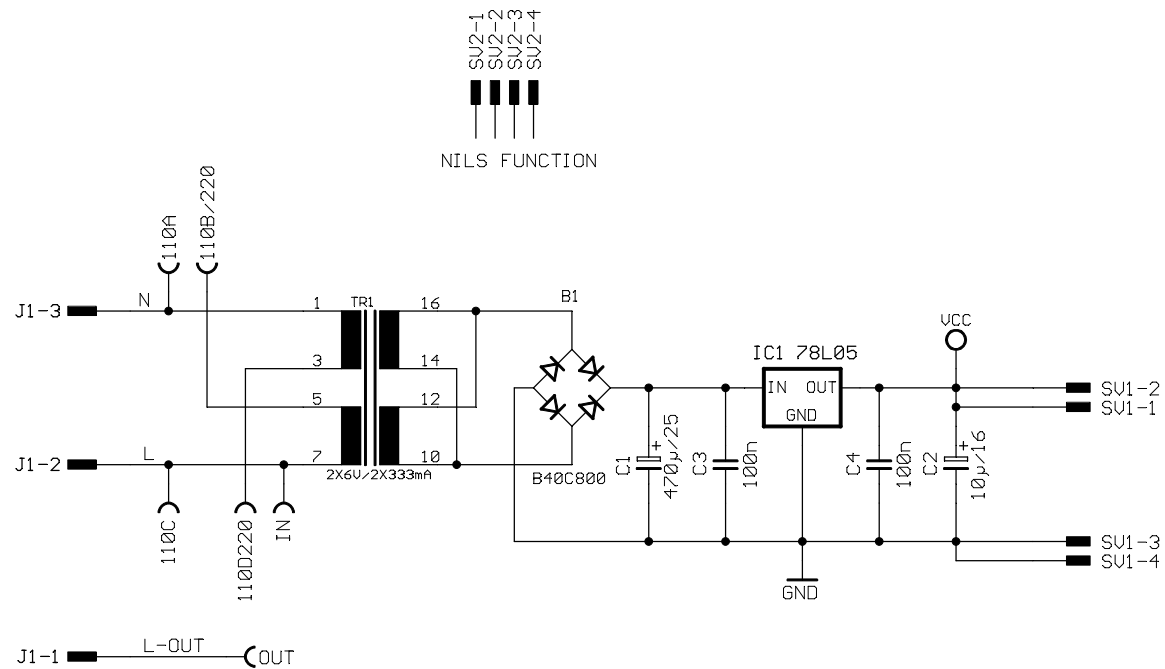 SV2-1
SV2-2
SV2-3
SV2-4
NILS FUNCTION
110A
110B/220
J1-3
N
1
TR1
16
B1
3
14
5
12
J1-2
L
7
10
2X6V/2X333mA
B40C800
110C
110D220
IN
C1
470µ/25
C3
100n
IC1 78L05
IN
OUT
GND
C4
100n
C2
10µ/16
VCC
SV1-2
SV1-1
SV1-3
SV1-4
GND
J1-1
L-OUT
OUT